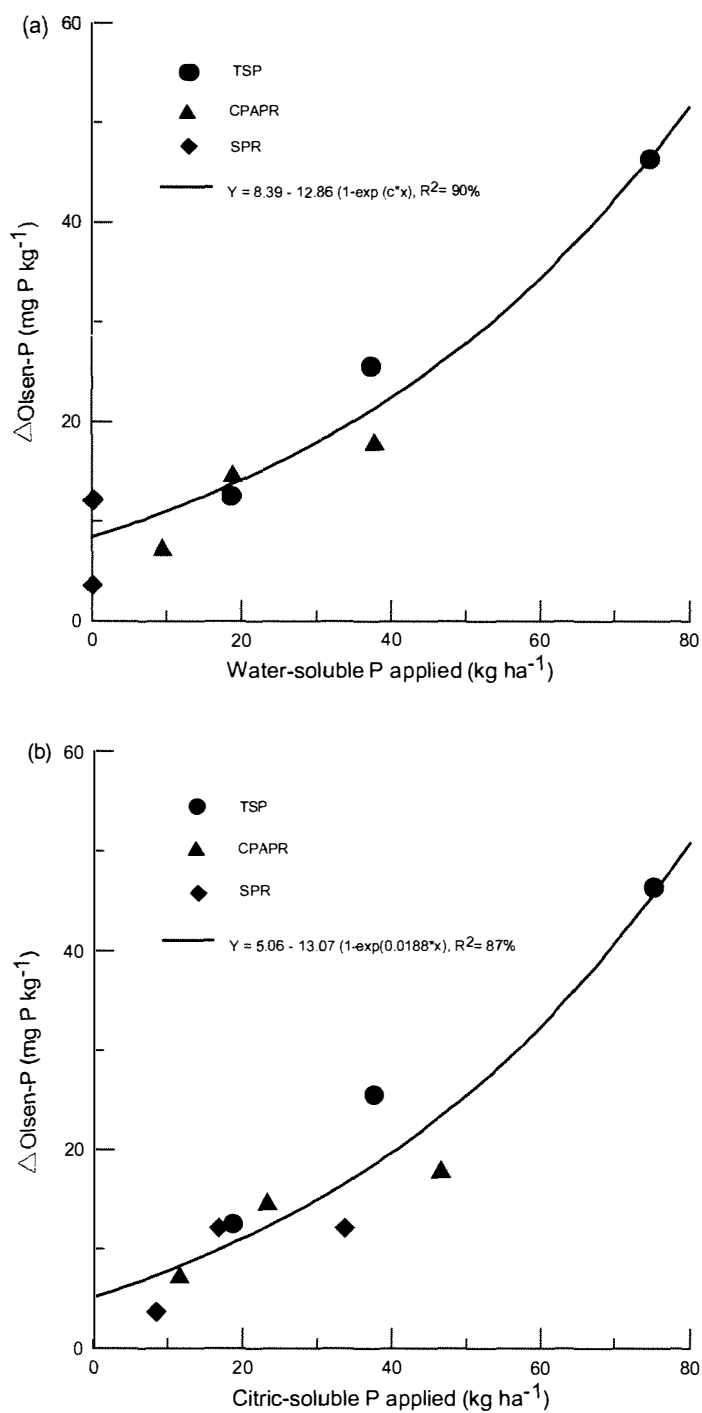 (a)
60
TSP
CPAPR
SPR
Y = 8.39 - 12.86 (1-exp (c*x), R2= 90%
40
△Olsen-P (mg P kg-1)
20
0
0 20 40 60 80
Water-soluble P applied (kg ha-1)
(b)
60
TSP
CPAPR
SPR
Y = 5.06 - 13.07 (1-exp(0.0188*x), R2= 87%
40
△Olsen-P (mg P kg-1)
20
0
0 20 40 60 80
Citric-soluble P applied (kg ha-1)